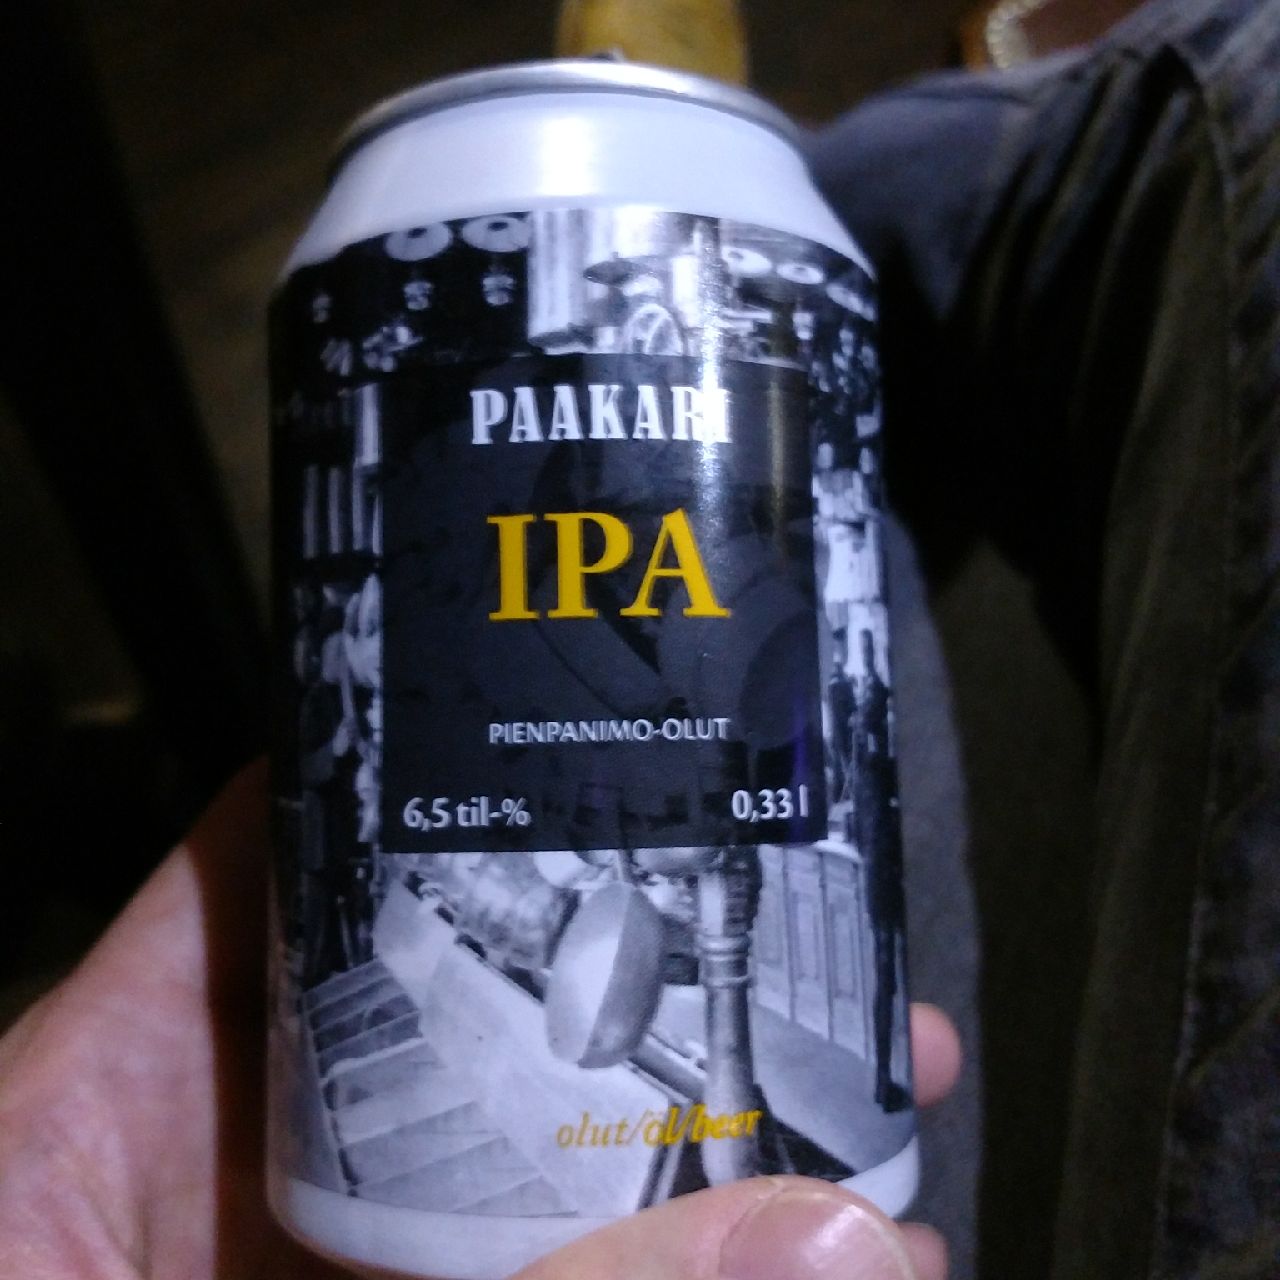 PAAKARI
IPA
PIENPANIMO-OLUT
6,5 til-% 0,33 l
olut/öl/beer